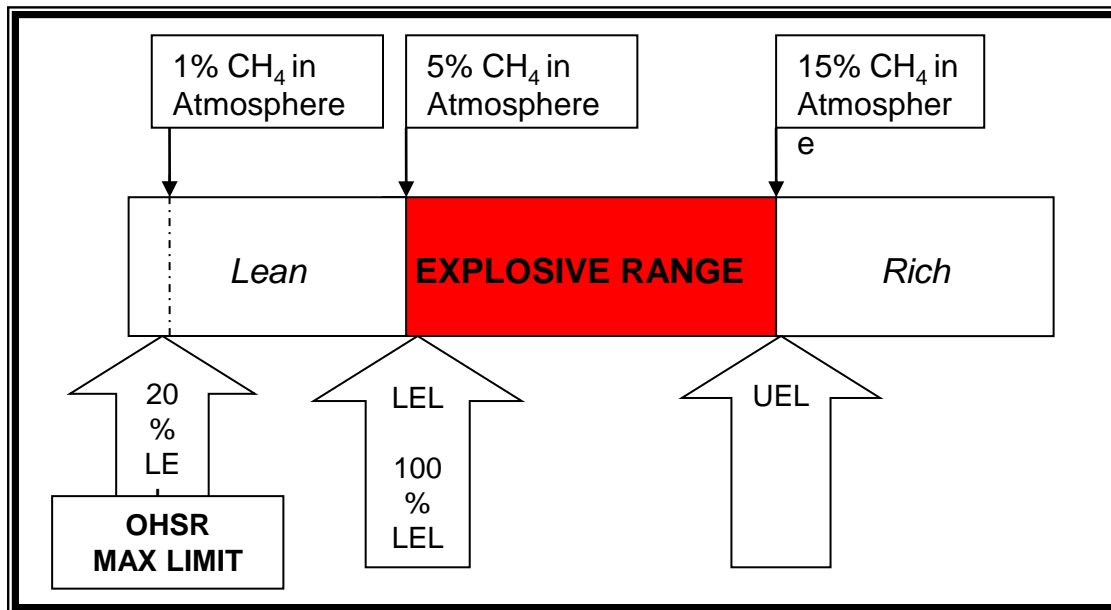 1% CH₄ in
Atmosphere
5% CH₄ in
Atmosphere
15% CH₄ in
Atmospher
e
Lean
EXPLOSIVE RANGE
Rich
20
%
LE
OHSR
MAX LIMIT
LEL
100
%
LEL
UEL